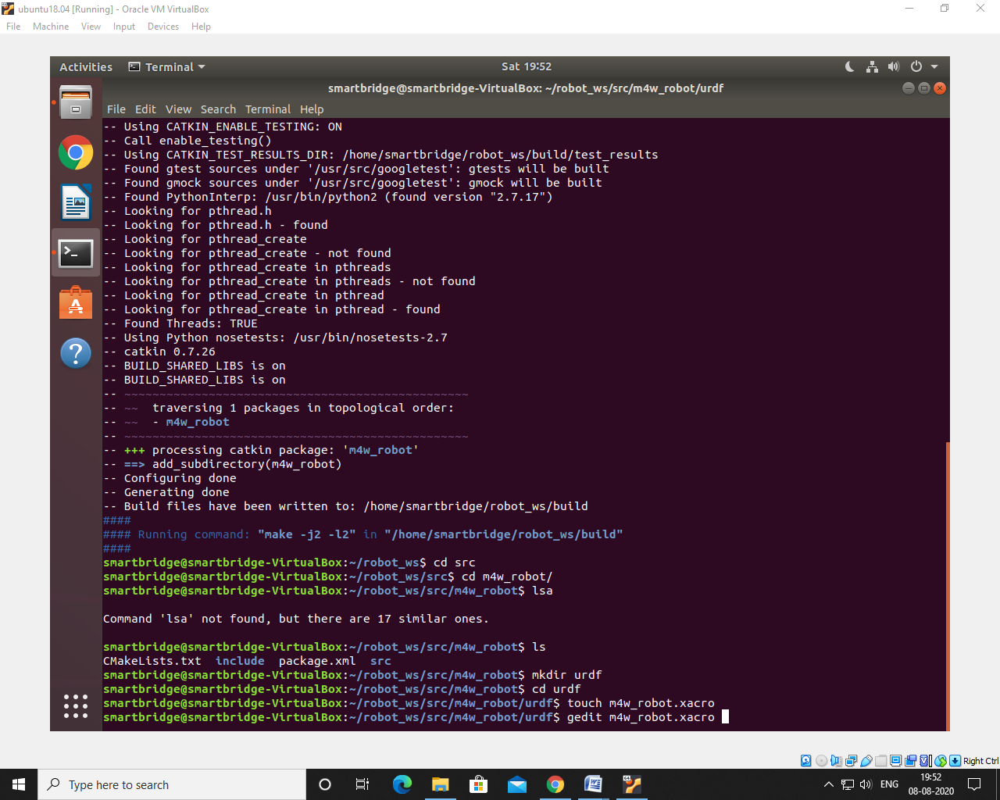 ubuntu18.04 [Running] - Oracle VM VirtualBox
File Machine View Input Devices Help
Activities Terminal Sat 19:52
smartbridge@smartbridge-VirtualBox: ~/robot_ws/src/m4w_robot/urdf
File Edit View Search Terminal Help
-- Using CATKIN_ENABLE_TESTING: ON
-- Call enable_testing()
-- Using CATKIN_TEST_RESULTS_DIR: /home/smartbridge/robot_ws/build/test_results
-- Found gtest sources under '/usr/src/googletest': gtests will be built
-- Found gmock sources under '/usr/src/googletest': gmock will be built
-- Found PythonInterp: /usr/bin/python2 (found version "2.7.17")
-- Looking for pthread.h
-- Looking for pthread.h - found
-- Looking for pthread_create
-- Looking for pthread_create - not found
-- Looking for pthread_create in pthreads
-- Looking for pthread_create in pthreads - not found
-- Looking for pthread_create in pthread
-- Looking for pthread_create in pthread - found
-- Found Threads: TRUE
-- Using Python nosetests: /usr/bin/nosetests-2.7
-- catkin 0.7.26
-- BUILD_SHARED_LIBS is on
-- BUILD_SHARED_LIBS is on
-- ~~~~~~~~~~~~~~~~~~~~~~~~~~~~~~~~~~~~~~~~~~~~~~~~~
-- ~~  traversing 1 packages in topological order:
-- ~~  - m4w_robot
-- ~~~~~~~~~~~~~~~~~~~~~~~~~~~~~~~~~~~~~~~~~~~~~~~~~
-- +++ processing catkin package: 'm4w_robot'
-- ==> add_subdirectory(m4w_robot)
-- Configuring done
-- Generating done
-- Build files have been written to: /home/smartbridge/robot_ws/build
####
#### Running command: "make -j2 -l2" in "/home/smartbridge/robot_ws/build"
####
smartbridge@smartbridge-VirtualBox:~/robot_ws$ cd src
smartbridge@smartbridge-VirtualBox:~/robot_ws/src$ cd m4w_robot/
smartbridge@smartbridge-VirtualBox:~/robot_ws/src/m4w_robot$ lsa
Command 'lsa' not found, but there are 17 similar ones.
smartbridge@smartbridge-VirtualBox:~/robot_ws/src/m4w_robot$ ls
CMakeLists.txt  include  package.xml  src
smartbridge@smartbridge-VirtualBox:~/robot_ws/src/m4w_robot$ mkdir urdf
smartbridge@smartbridge-VirtualBox:~/robot_ws/src/m4w_robot$ cd urdf
smartbridge@smartbridge-VirtualBox:~/robot_ws/src/m4w_robot/urdf$ touch m4w_robot.xacro
smartbridge@smartbridge-VirtualBox:~/robot_ws/src/m4w_robot/urdf$ gedit m4w_robot.xacro
Right Ctrl
Type here to search
ENG
19:52
08-08-2020